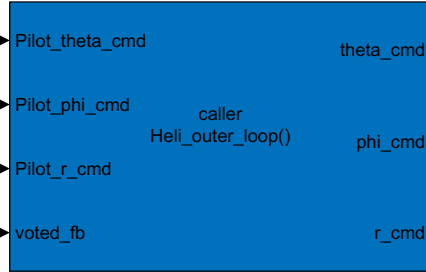 Pilot_theta_cmd
theta_cmd
Pilot_phi_cmd
caller
Heli_outer_loop()
phi_cmd
Pilot_r_cmd
voted_fb
r_cmd